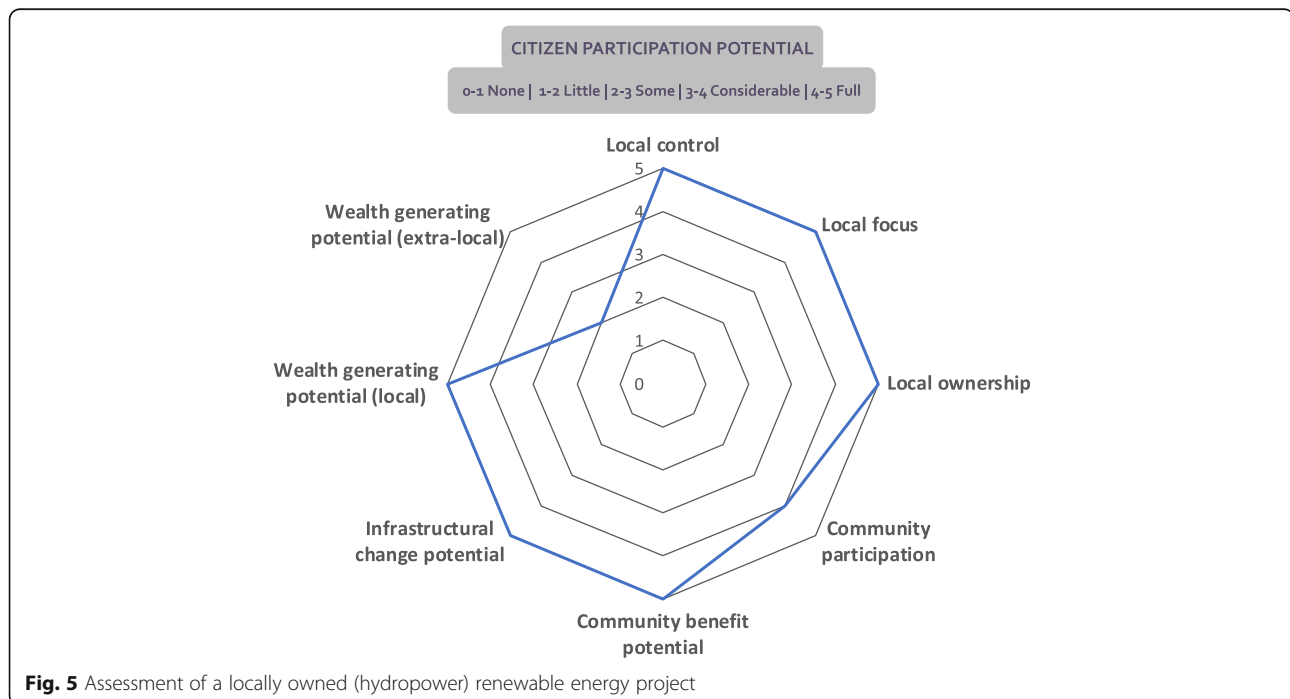 CITIZEN PARTICIPATION POTENTIAL
0-1 None | 1-2 Little | 2-3 Some | 3-4 Considerable | 4-5 Full
Local control
5
4
3
2
1
0
Local focus
Local ownership
Community
participation
Community benefit
potential
Infrastructural
change potential
Wealth generating
potential (local)
Wealth generating
potential (extra-local)
Fig. 5 Assessment of a locally owned (hydropower) renewable energy project